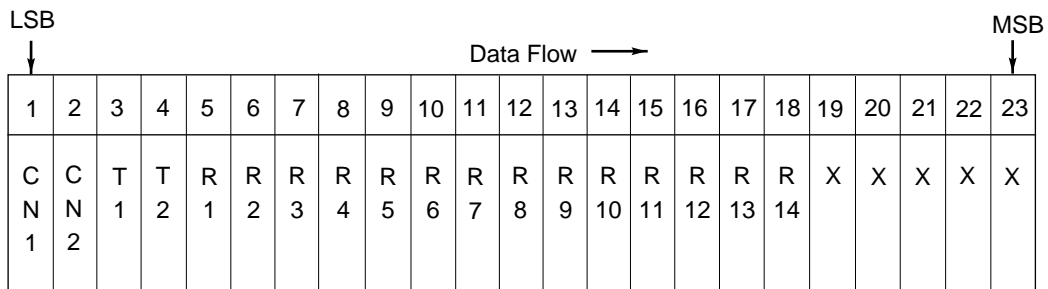 LSB
MSB
Data Flow
1 2 3 4 5 6 7 8 9 10 11 12 13 14 15 16 17 18 19 20 21 22 23
C C T T R R R R R R R R R R R R R R X X X X X
N N 1 2 1 2 3 4 5 6 7 8 9 10 11 12 13 14
1 2